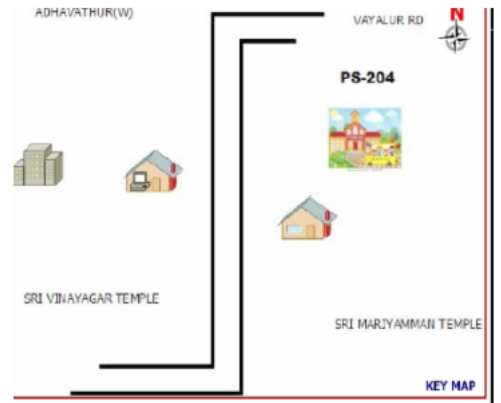 ADHAVATHUR(W)
VAYALUR RD
N
PS-204
SRI VINAYAGAR TEMPLE
SRI MARIYAMMAN TEMPLE
KEY MAP